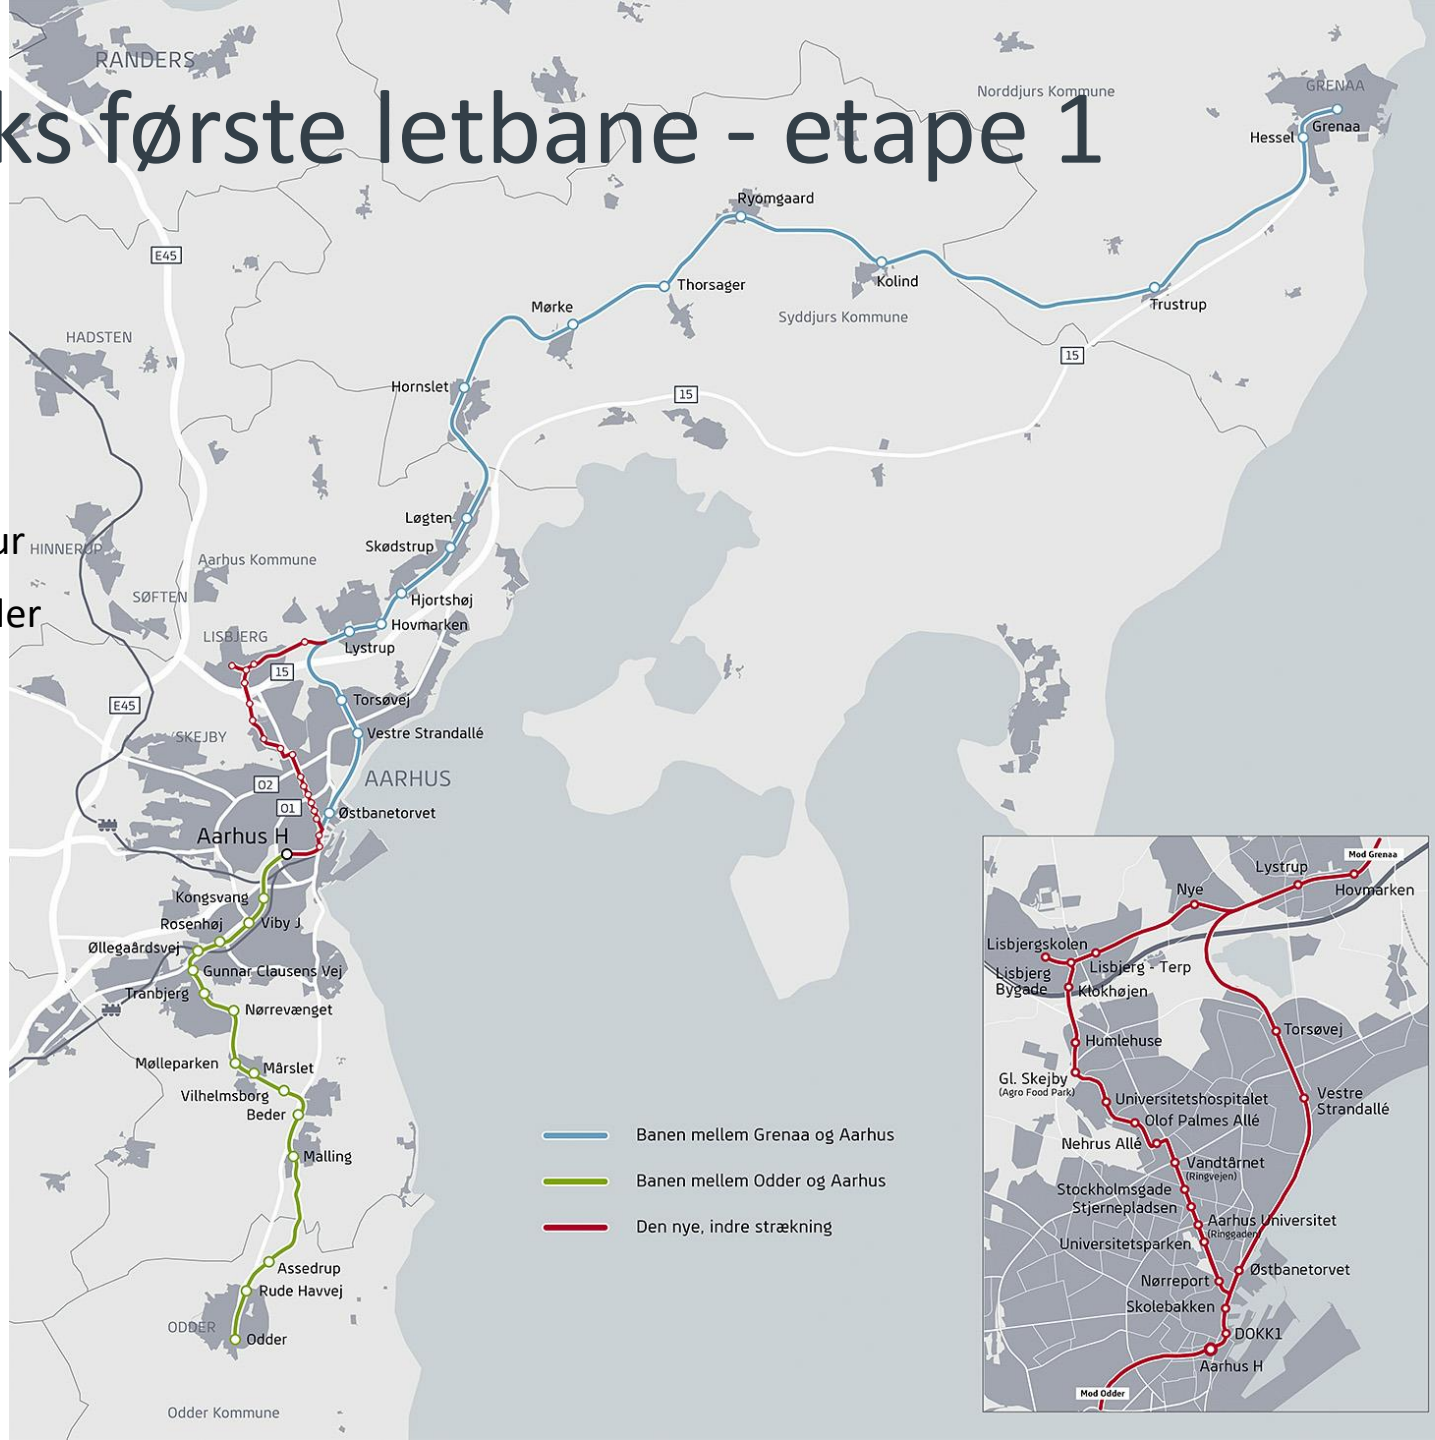 RANDERS
Norddjurs Kommune
GRENAA
ks første letbane - etape 1
Grenaa
Hessel
Ryomgaard
E45
Kolind
Thorsager
Trustrup
Mørke
Syddjurs Kommune
HADSTEN
15
Hornslet
15
Løgten
ur
HINNERUP
Skødstrup
Aarhus Kommune
SØFTEN
Hjortshøj
ler
Hovmarken
LISBJERG
Lystrup
15
Torsøvej
E45
Vestre Strandallé
SKEJBY
AARHUS
O2
O1
Østbanetorvet
Aarhus H
Kongsvang
Rosenhøj
Viby J
Øllegaårdsvej
Gunnar Clausens Vej
Tranbjerg
Nørrevænget
Mølleparken
Mårslet
Vilhelmsborg
Beder
Malling
Assedrup
Rude Havvej
ODDER
Odder
Odder Kommune
Banen mellem Grenaa og Aarhus
Banen mellem Odder og Aarhus
Den nye, indre strækning
Mod Grenaa
Lystrup
Hovmarken
Nye
Lisbjergskolen
Lisbjerg - Terp
Lisbjerg
Bygade
Klokhøjen
Torsøvej
Humlehuse
Gl. Skejby
(Agro Food Park)
Universitetshospitalet
Vestre
Strandallé
Olof Palmes Allé
Nehrus Allé
Vandtårnet
(Ringvejen)
Stockholmsgade
Stjernepladsen
Aarhus Universitet
(Ringgaden)
Universitetsparken
Østbanetorvet
Nørreport
Skolebakken
DOKK1
Aarhus H
Mod Odder